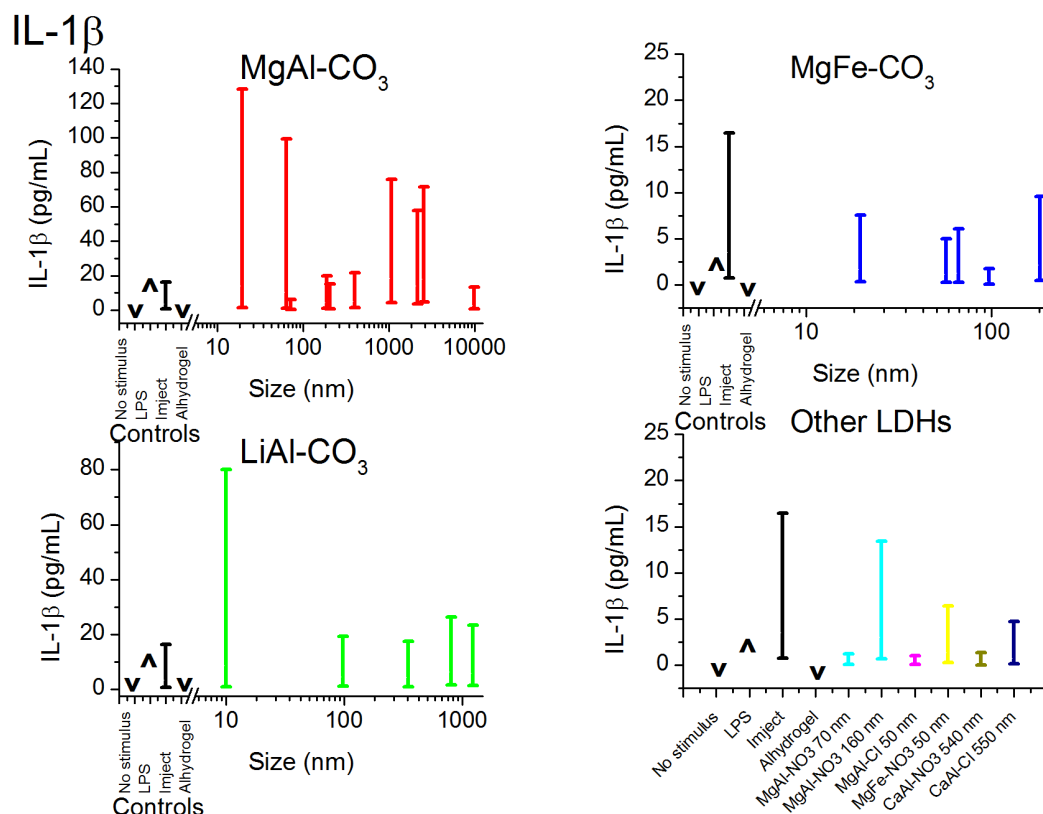 IL-1β
MgAl-CO3
140
120
100
80
60
40
20
0
IL-1β (pg/mL)
10
100
1000
10000
Size (nm)
No stimulus
LPS
Imject
Alhydrogel
Controls
MgFe-CO3
25
20
15
10
5
0
IL-1β (pg/mL)
10
100
Size (nm)
No stimulus
LPS
Imject
Alhydrogel
Controls
LiAl-CO3
80
60
40
20
0
IL-1β (pg/mL)
10
100
1000
Size (nm)
No stimulus
LPS
Imject
Alhydrogel
Controls
Other LDHs
25
20
15
10
5
0
IL-1β (pg/mL)
No stimulus
LPS
Imject
Alhydrogel
MgAl-NO3 70 nm
MgAl-NO3 160 nm
MgAl-Cl 50 nm
MgFe-NO3 50 nm
CaAl-NO3 540 nm
CaAl-Cl 550 nm